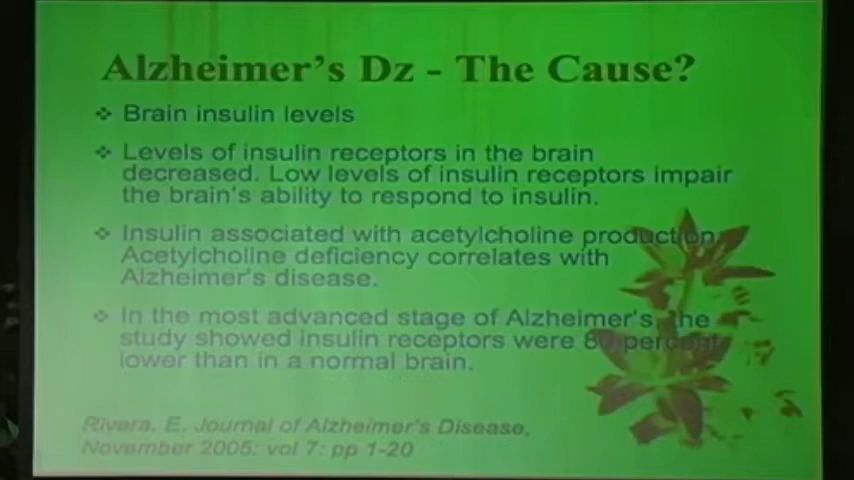 Alzheimer's Dz - The Cause?
❖ Brain insulin levels
❖ Levels of insulin receptors in the brain
decreased. Low levels of insulin receptors impair
the brain's ability to respond to insulin.
❖ Insulin associated with acetylcholine production.
Acetylcholine deficiency correlates with
Alzheimer's disease.
❖ In the most advanced stage of Alzheimer's, the
study showed insulin receptors were 80 percent
lower than in a normal brain.
Rivera, E. Journal of Alzheimer's Disease,
November 2005; vol 7: pp 1-20